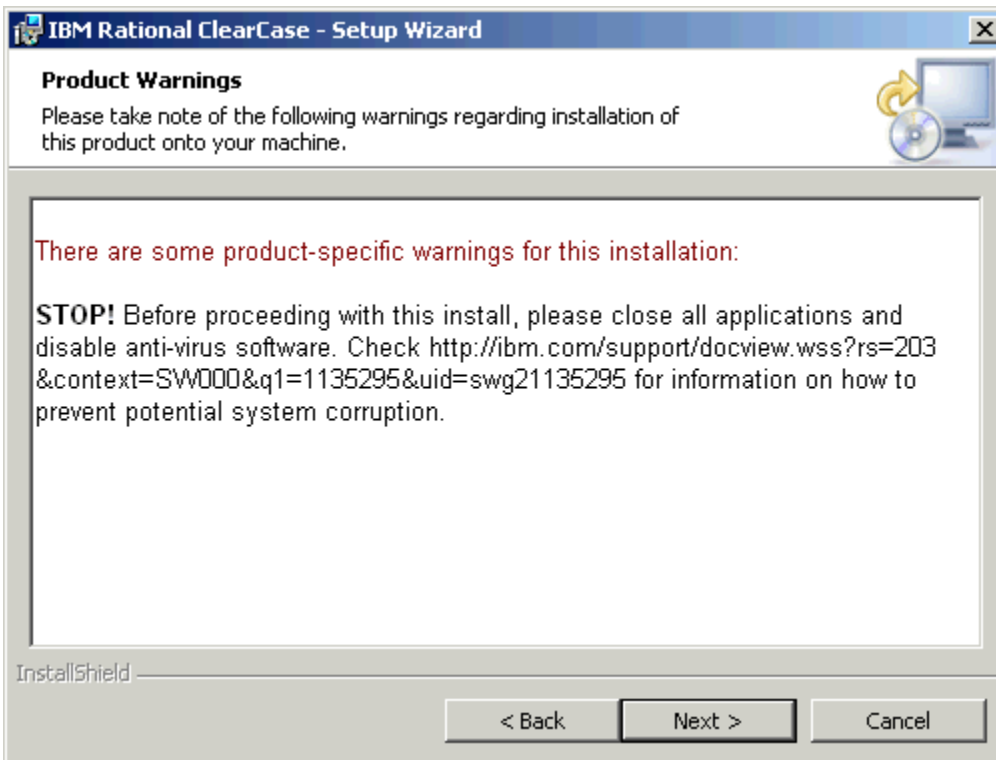 IBM Rational ClearCase - Setup Wizard
Product Warnings
Please take note of the following warnings regarding installation of
this product onto your machine.
There are some product-specific warnings for this installation:
STOP! Before proceeding with this install, please close all applications and
disable anti-virus software. Check http://ibm.com/support/docview.wss?rs=203
&context=SW000&q1=1135295&uid=swg21135295 for information on how to
prevent potential system corruption.
InstallShield
< Back
Next >
Cancel